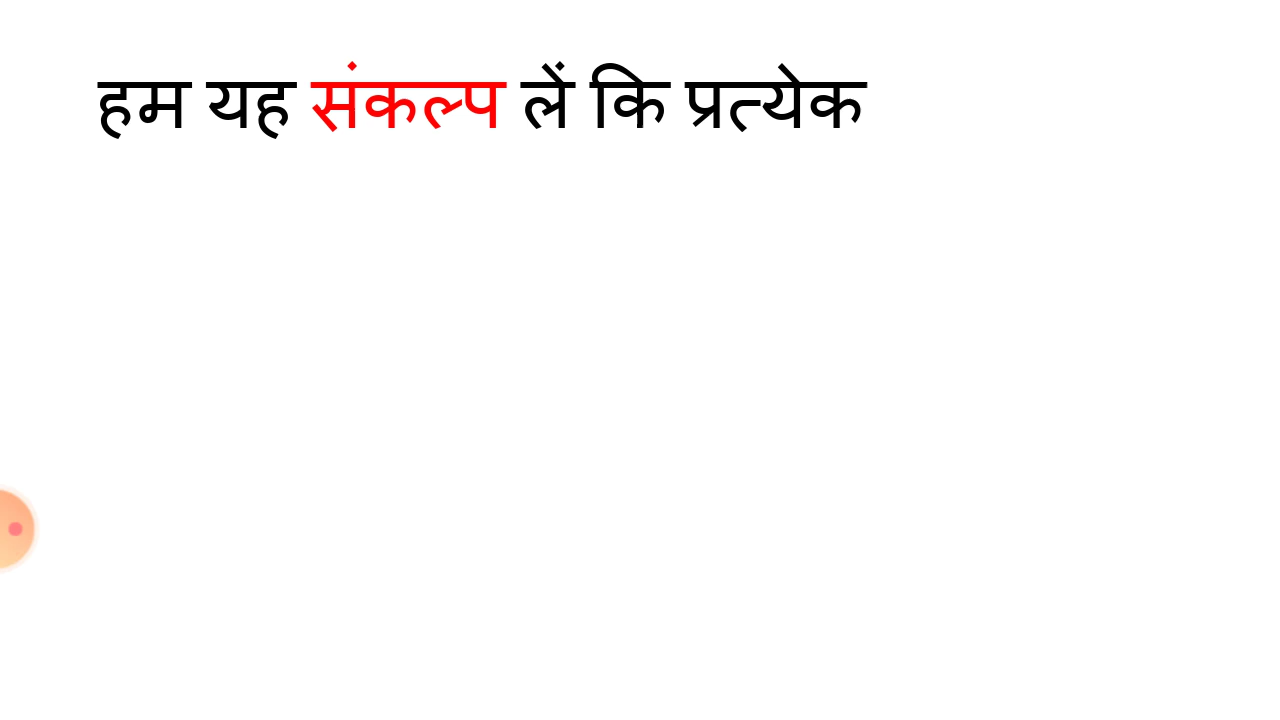 हम यह संकल्प लें कि प्रत्येक